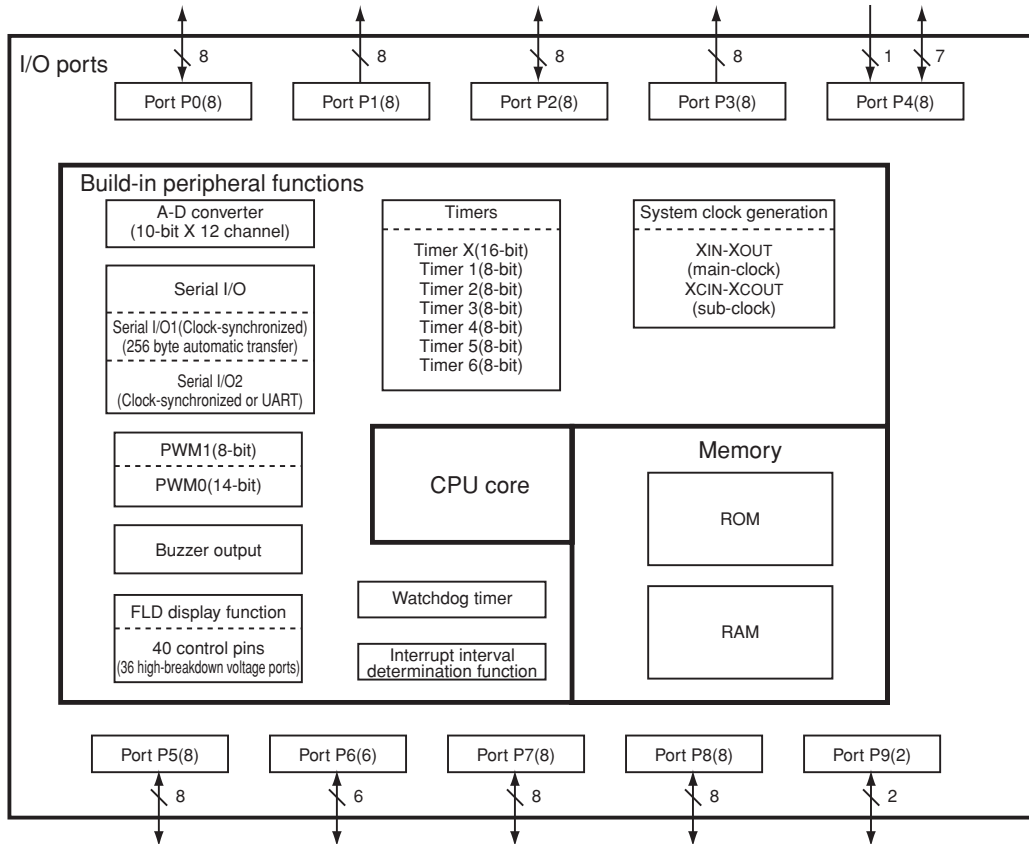 I/O ports
8
8
8
8
1
7
Port P0(8)
Port P1(8)
Port P2(8)
Port P3(8)
Port P4(8)
Build-in peripheral functions
A-D converter
(10-bit X 12 channel)
Serial I/O
Serial I/O1(Clock-synchronized)
(256 byte automatic transfer)
Serial I/O2
(Clock-synchronized or UART)
PWM1(8-bit)
PWM0(14-bit)
Buzzer output
FLD display function
40 control pins
(36 high-breakdown voltage ports)
Timers
Timer X(16-bit)
Timer 1(8-bit)
Timer 2(8-bit)
Timer 3(8-bit)
Timer 4(8-bit)
Timer 5(8-bit)
Timer 6(8-bit)
System clock generation
XIN-XOUT
(main-clock)
XCIN-XCOUT
(sub-clock)
CPU core
Watchdog timer
Interrupt interval
determination function
Memory
ROM
RAM
Port P5(8)
Port P6(6)
Port P7(8)
Port P8(8)
Port P9(2)
8
6
8
8
2